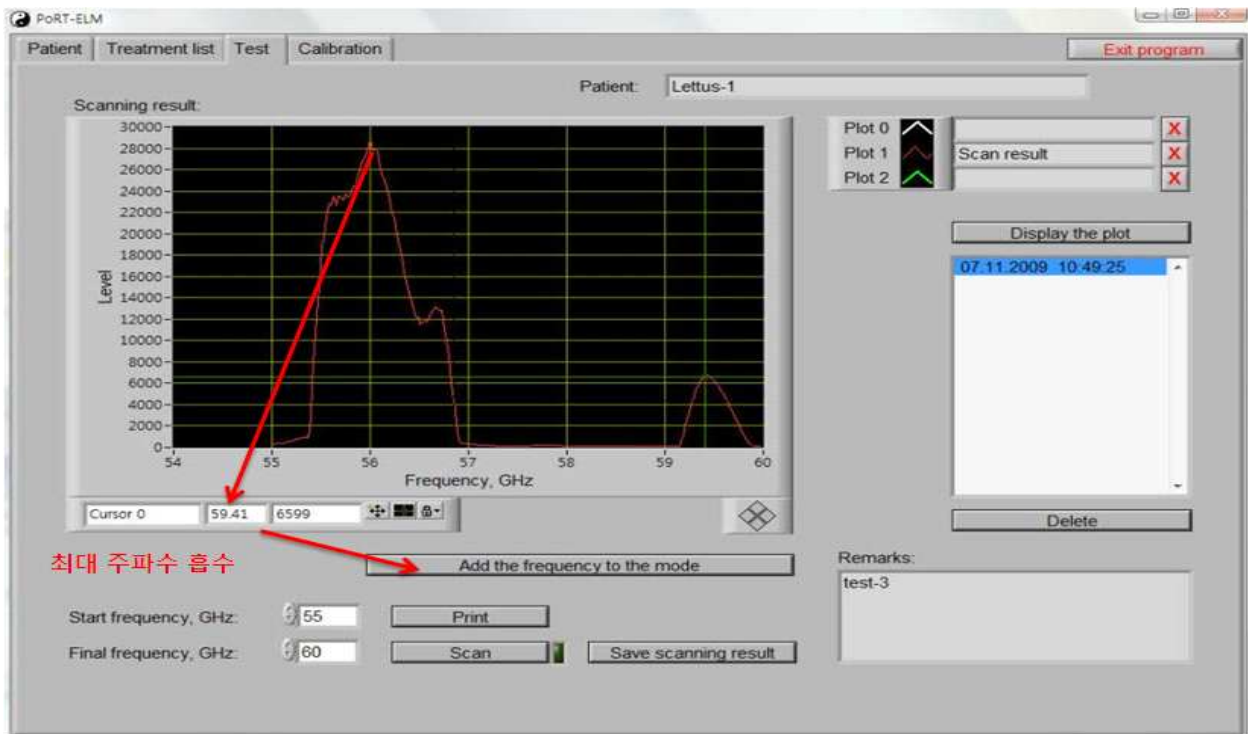 PoRT-ELM
Patient Treatment list Test Calibration Exit program
Patient: Lettus-1
Scanning result:
30000
28000
26000
24000
22000
20000
18000
16000
14000
12000
10000
8000
6000
4000
2000
0
Level
54 55 56 57 58 59 60
Frequency, GHz
Plot 0
Plot 1 Scan result
Plot 2
Display the plot
07.11.2009 10:49:25
Delete
Cursor 0 59.41 6599
최대 주파수 흡수
Add the frequency to the mode
Remarks:
test-3
Start frequency, GHz: 55 Print
Final frequency, GHz: 60 Scan Save scanning result